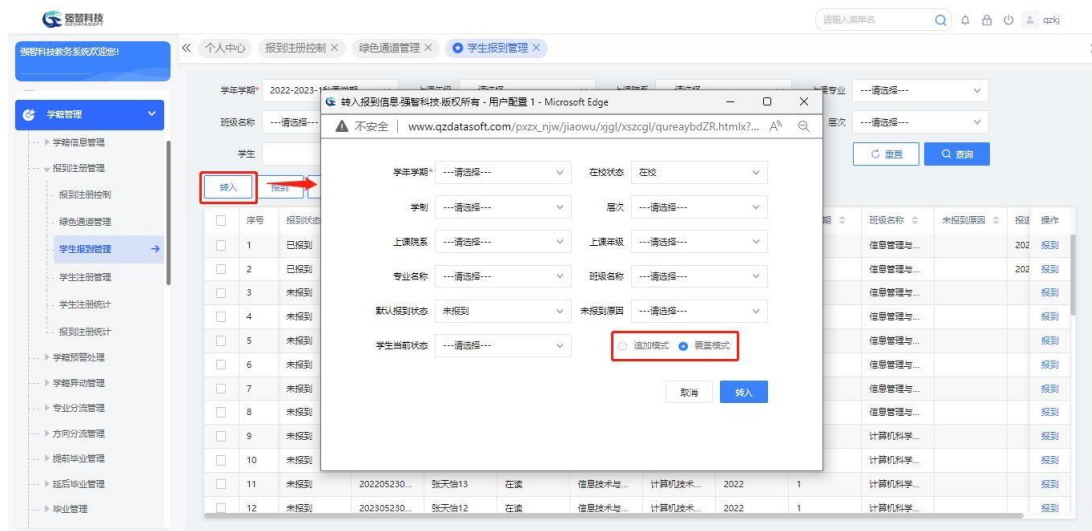 强智科技
QZDATASOFT
请输入菜单名
qzkj
强智科技教务系统欢迎您!
个人中心 报到注册控制 × 绿色通道管理 × 学生报到管理 ×
学年学期* 2022-2023-1
上课专业 ---请选择---
班级名称 ---请选择---
层次 ---请选择---
学生
重置 查询
转入
学籍管理
学籍信息管理
报到注册管理
报到注册控制
绿色通道管理
学生报到管理
学生注册管理
学生注册统计
报到注册统计
学籍预警处理
学籍异动管理
专业分流管理
方向分流管理
提前毕业管理
延后毕业管理
毕业管理
转入报到信息-强智科技-版权所有 - 用户配置 1 - Microsoft Edge
不安全 | www.qzdatasoft.com/pxzx_njw/jiaowu/xjgl/xszcgl/qureaybdZR.htmlx?...
学年学期* ---请选择--- 在校状态 在校
学制 ---请选择--- 层次 ---请选择---
上课院系 ---请选择--- 上课年级 ---请选择---
专业名称 ---请选择--- 班级名称 ---请选择---
默认报到状态 未报到 未报到原因 ---请选择---
学生当前状态 ---请选择--- 追加模式 覆盖模式
取消 转入
序号 报到状态 期 班级名称 未报到原因 操作
1 已报到 信息管理与... 202 报到
2 已报到 信息管理与... 202 报到
3 未报到 信息管理与... 报到
4 未报到 信息管理与... 报到
5 未报到 信息管理与... 报到
6 未报到 信息管理与... 报到
7 未报到 信息管理与... 报到
8 未报到 信息管理与... 报到
9 未报到 计算机科学... 报到
10 未报到 计算机科学... 报到
11 未报到 202205230... 张天怡13 在读 信息技术与... 计算机技术... 2022 1 计算机科学... 报到
12 未报到 202305230... 张天怡12 在读 信息技术与... 计算机技术... 2022 1 计算机科学... 报到